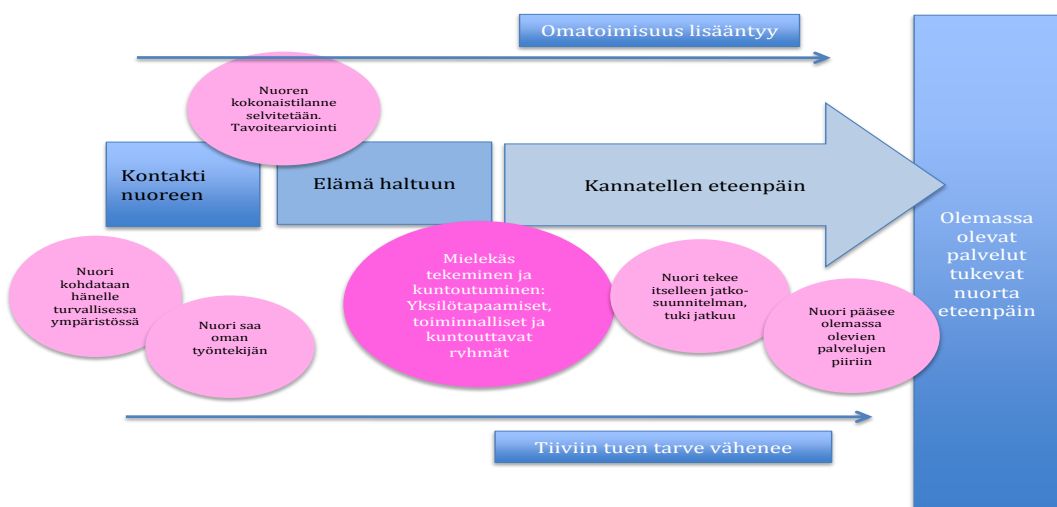 Omatoimisuus lisääntyy
Nuoren
kokonaistilanne
selvitetään.
Tavoitearviointi
Kontakti
nuoreen
Elämä haltuun
Kannatellen eteenpäin
Olemassa
olevat
palvelut
tukevat
nuorta
eteenpäin
Nuori
kohdataan
hänelle
turvallisessa
ympäristössä
Nuori saa
oman
työntekijän
Mielekäs
tekeminen ja
kuntoutuminen:
Yksilötapaamiset,
toiminnalliset ja
kuntouttavat
ryhmät
Nuori tekee
itselleen jatko-
suunnitelman,
tuki jatkuu
Nuori pääsee
olemassa
olevien
palvelujen
piiriin
Tiiviin tuen tarve vähenee